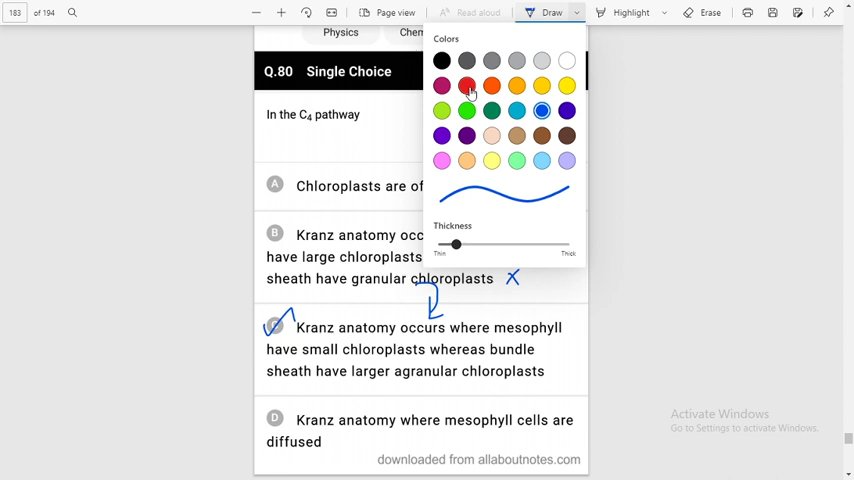 183 of 194 Page view Read aloud Draw Highlight Erase
Physics
Colors
Q.80 Single Choice
In the C4 pathway
A Chloroplasts are of
B Kranz anatomy occ
have large chloroplasts
sheath have granular chloroplasts X
Thickness
Thin Thick
C Kranz anatomy occurs where mesophyll
have small chloroplasts whereas bundle
sheath have larger agranular chloroplasts
D Kranz anatomy where mesophyll cells are
diffused
downloaded from allaboutnotes.com
Activate Windows
Go to Settings to activate Windows.